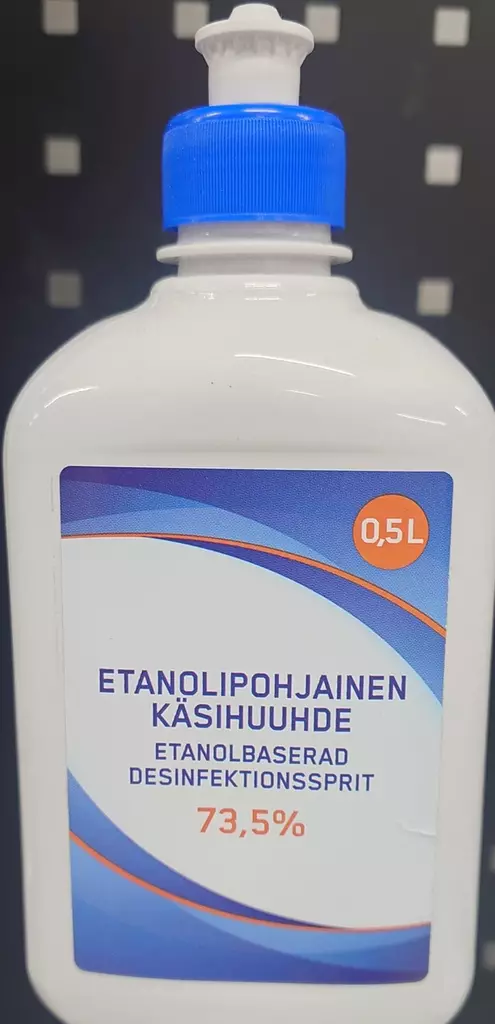 0,5L
ETANOLIPOHJAINEN
KÄSIHUUHDE
ETANOLBASERAD
DESINFEKTIONSSPRIT
73,5%